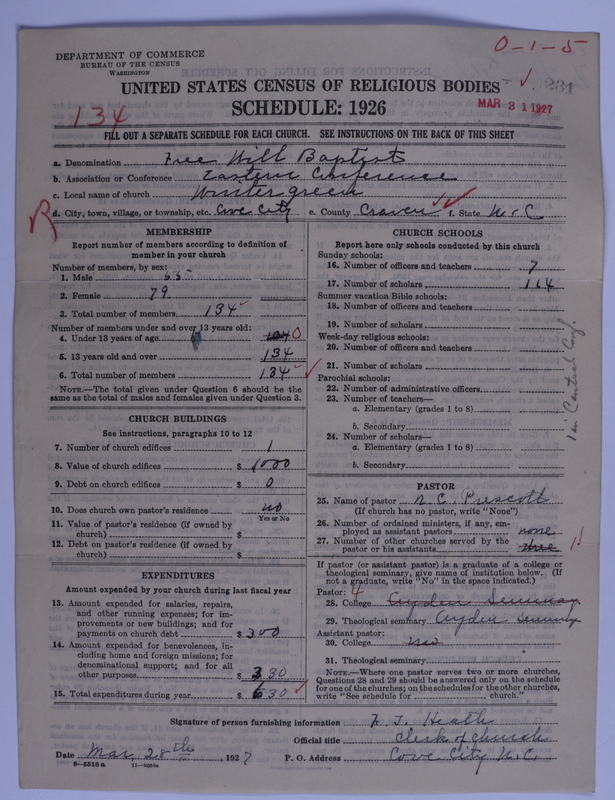 DEPARTMENT OF COMMERCE
BUREAU OF THE CENSUS
WASHINGTON
0-1-5
231
UNITED STATES CENSUS OF RELIGIOUS BODIES
MAR 31 1927
SCHEDULE: 1926
134
FILL OUT A SEPARATE SCHEDULE FOR EACH CHURCH. SEE INSTRUCTIONS ON THE BACK OF THIS SHEET
a. Denomination Free Will Baptist
b. Association or Conference Eastern Conference
c. Local name of church Wintergreen
d. City, town, village, or township, etc. Cove City e. County Craven f. State N-C
MEMBERSHIP
Report number of members according to definition of
member in your church
Number of members, by sex:
1. Male 55
2. Female 79
3. Total number of members 134
Number of members under and over 13 years old:
4. Under 13 years of age 0
5. 13 years old and over 134
6. Total number of members 134
NOTE.—The total given under Question 6 should be
same as the total of males and females given under Question 3.
CHURCH BUILDINGS
See instructions, paragraphs 10 to 12
7. Number of church edifices 1
8. Value of church edifices $ 1000
9. Debt on church edifices $ 0
10. Does church own pastor's residence no
Yes or No
11. Value of pastor's residence (if owned by
church) $
12. Debt on pastor's residence (if owned by
church) $
EXPENDITURES
Amount expended by your church during last fiscal year
13. Amount expended for salaries, repairs,
and other running expenses; for im-
provements or new buildings; and for
payments on church debt $ 300
14. Amount expended for benevolences, in-
cluding home and foreign missions; for
denominational support; and for all
other purposes $ 330
15. Total expenditures during year $ 630
CHURCH SCHOOLS
Report here only schools conducted by this church
Sunday schools:
16. Number of officers and teachers 7
17. Number of scholars 114
Summer vacation Bible schools:
18. Number of officers and teachers
19. Number of scholars
Week-day religious schools:
20. Number of officers and teachers
21. Number of scholars
Parochial schools:
22. Number of administrative officers
23. Number of teachers—
a. Elementary (grades 1 to 8)
b. Secondary
24. Number of scholars—
a. Elementary (grades 1 to 8)
b. Secondary
1 in Central Conf.
PASTOR
25. Name of pastor N. C. Prescott
(If church has no pastor, write "None")
26. Number of ordained ministers, if any, em-
ployed as assistant pastors none
27. Number of other churches served by the
pastor or his assistants three
If pastor (or assistant pastor) is a graduate of a college or
theological seminary, give name of institution below. (If
not a graduate, write "No" in the space indicated.)
Pastor:
28. College Ayden Seminary
29. Theological seminary Ayden Seminary
Assistant pastor:
30. College no
31. Theological seminary
NOTE.—Where one pastor serves two or more churches,
Questions 28 and 29 should be answered only on the schedule
for one of the churches; on the schedules for the other churches,
write "See schedule for church."
Signature of person furnishing information F. J. Heath
Official title Clerk of Church
Date Mar. 28th, 1927 P. O. Address Cove City N.C.
8-5518a